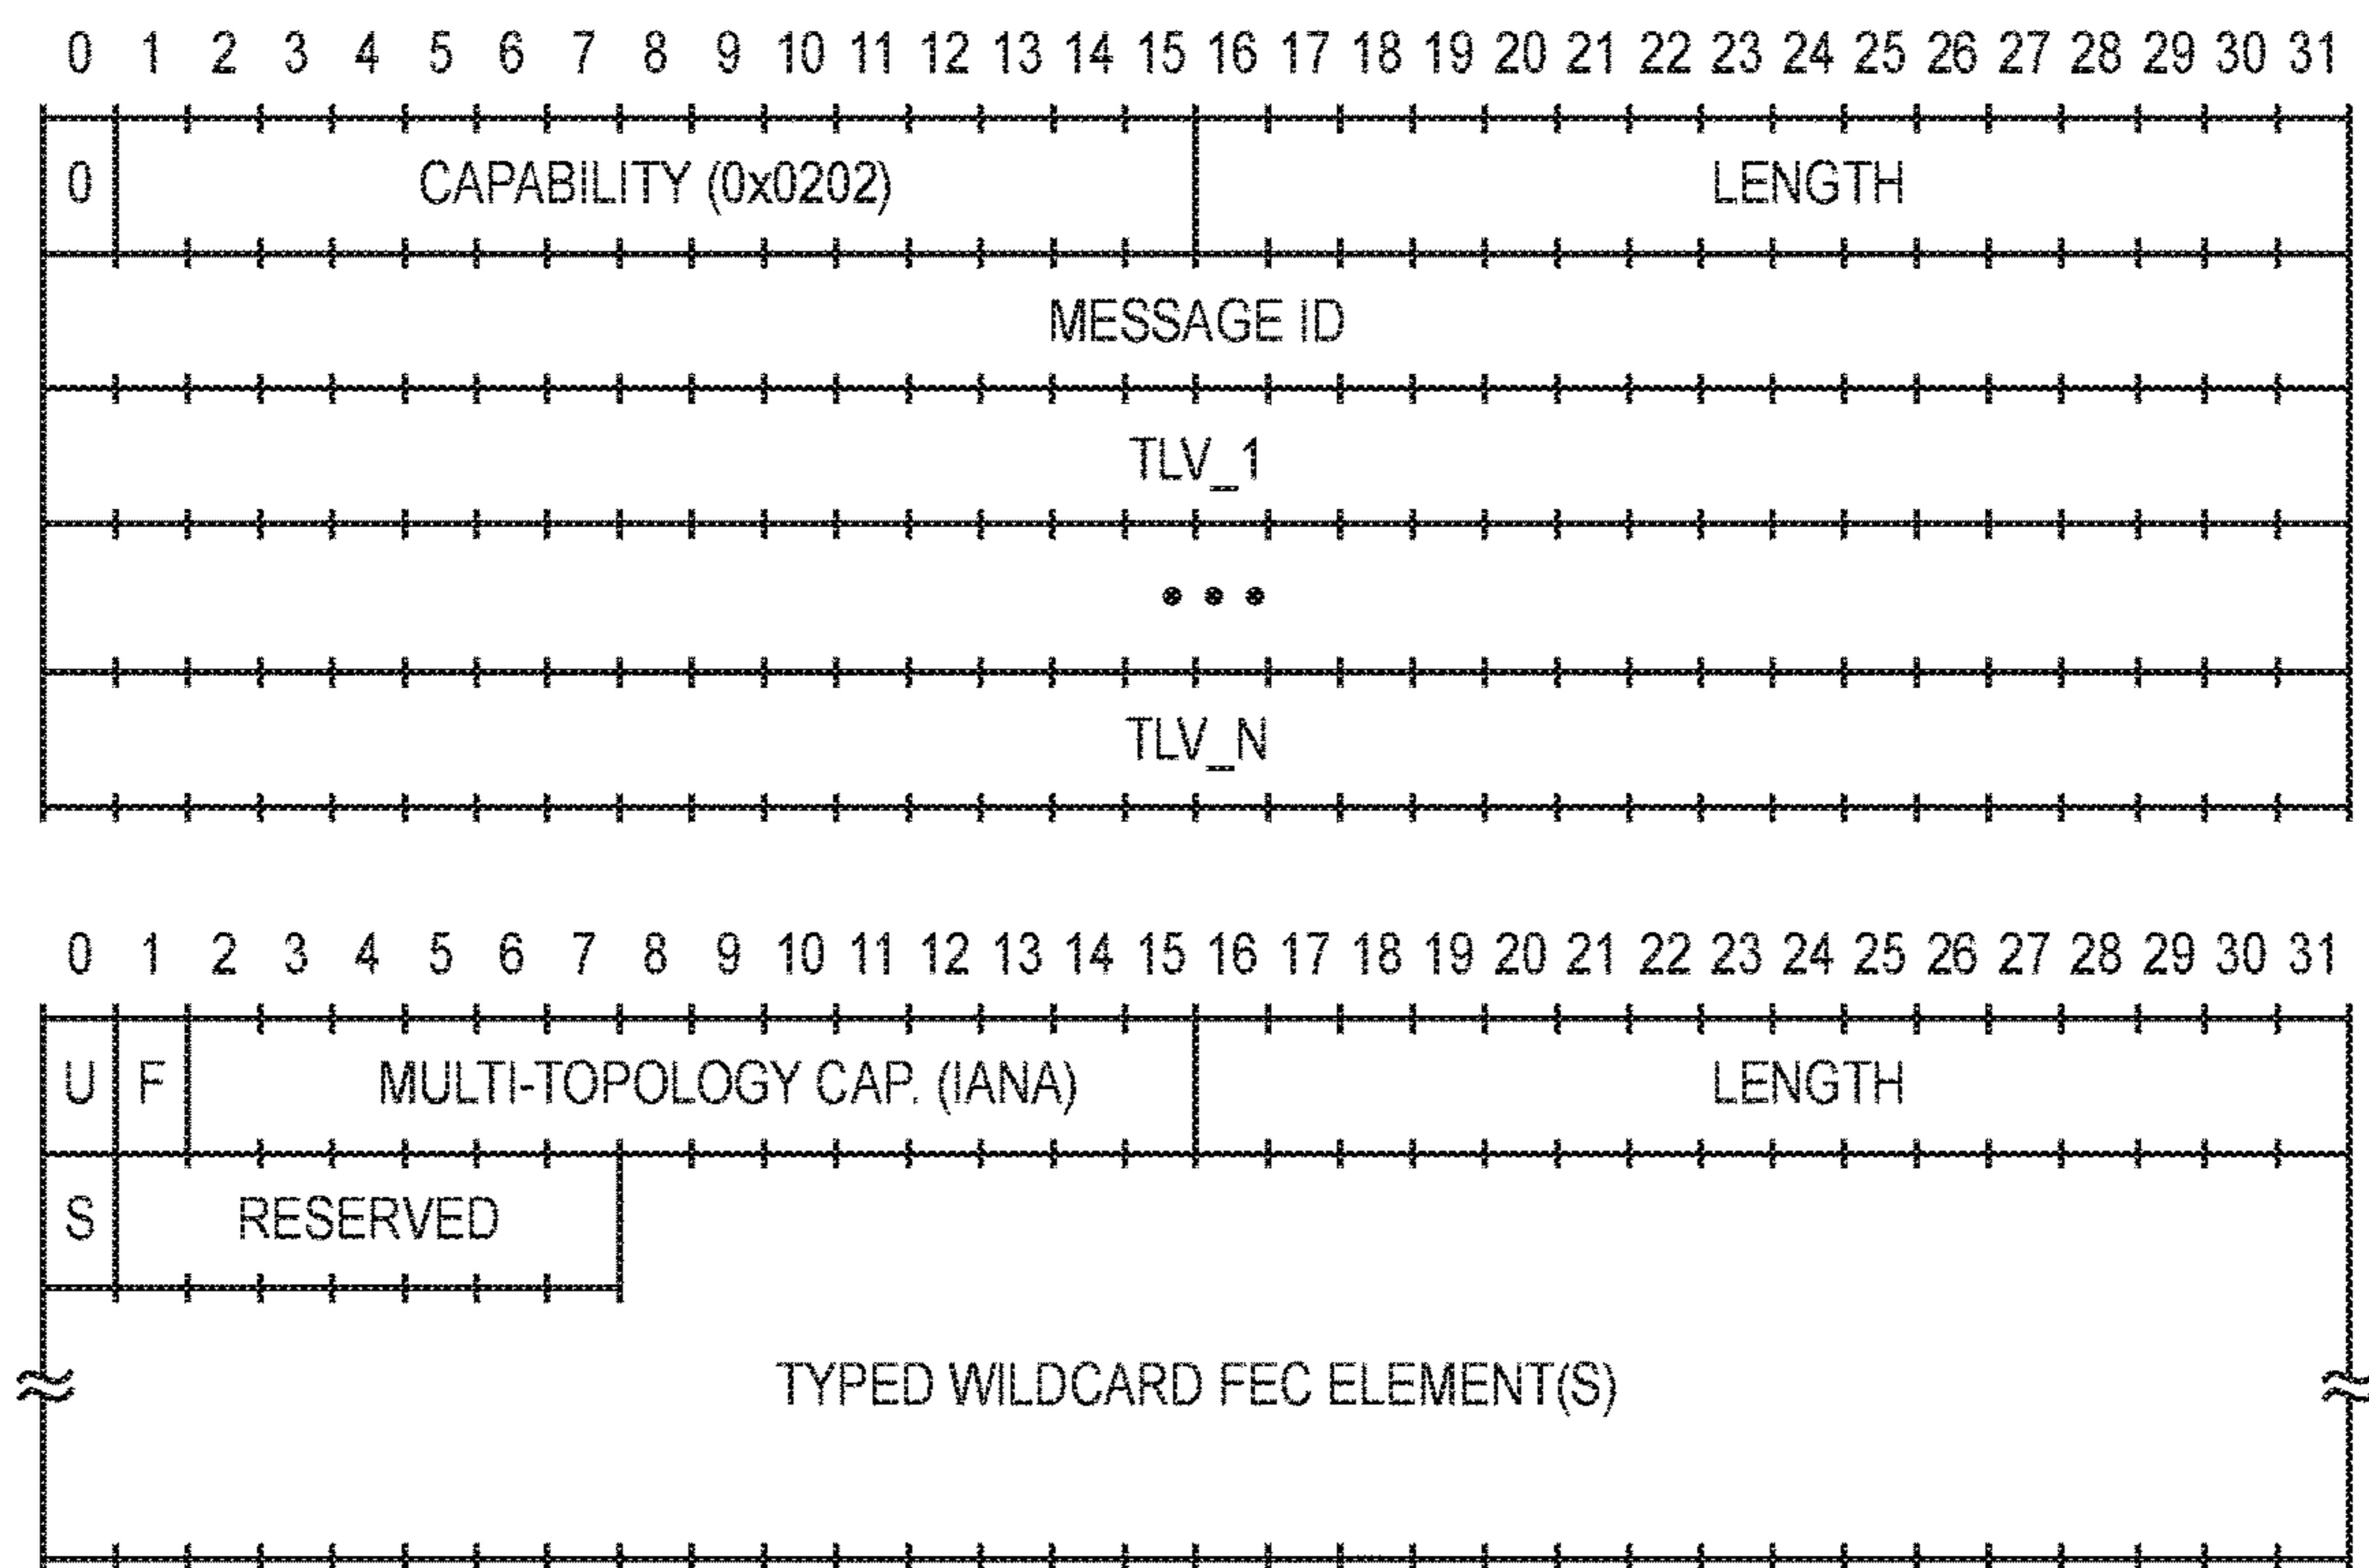 0 1 2 3 4 5 6 7 8 9 10 11 12 13 14 15 16 17 18 19 20 21 22 23 24 25 26 27 28 29 30 31
0 CAPABILITY (0x0202) LENGTH
MESSAGE ID
TLV_1
•••
TLV_N
0 1 2 3 4 5 6 7 8 9 10 11 12 13 14 15 16 17 18 19 20 21 22 23 24 25 26 27 28 29 30 31
U F MULTI-TOPOLOGY CAP. (IANA) LENGTH
S RESERVED
TYPED WILDCARD FEC ELEMENT(S)